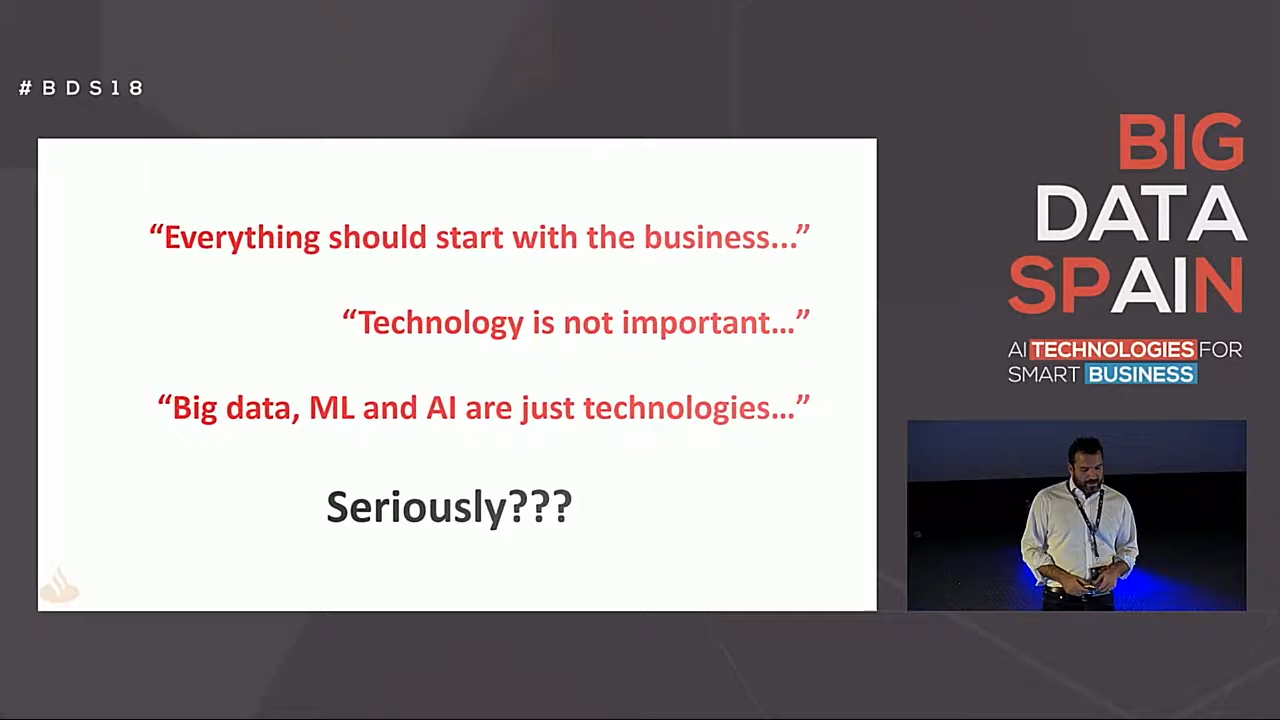 #BDS18
“Everything should start with the business...”
“Technology is not important...”
“Big data, ML and AI are just technologies...”
Seriously???
BIG
DATA
SPAIN
AI TECHNOLOGIES FOR
SMART BUSINESS